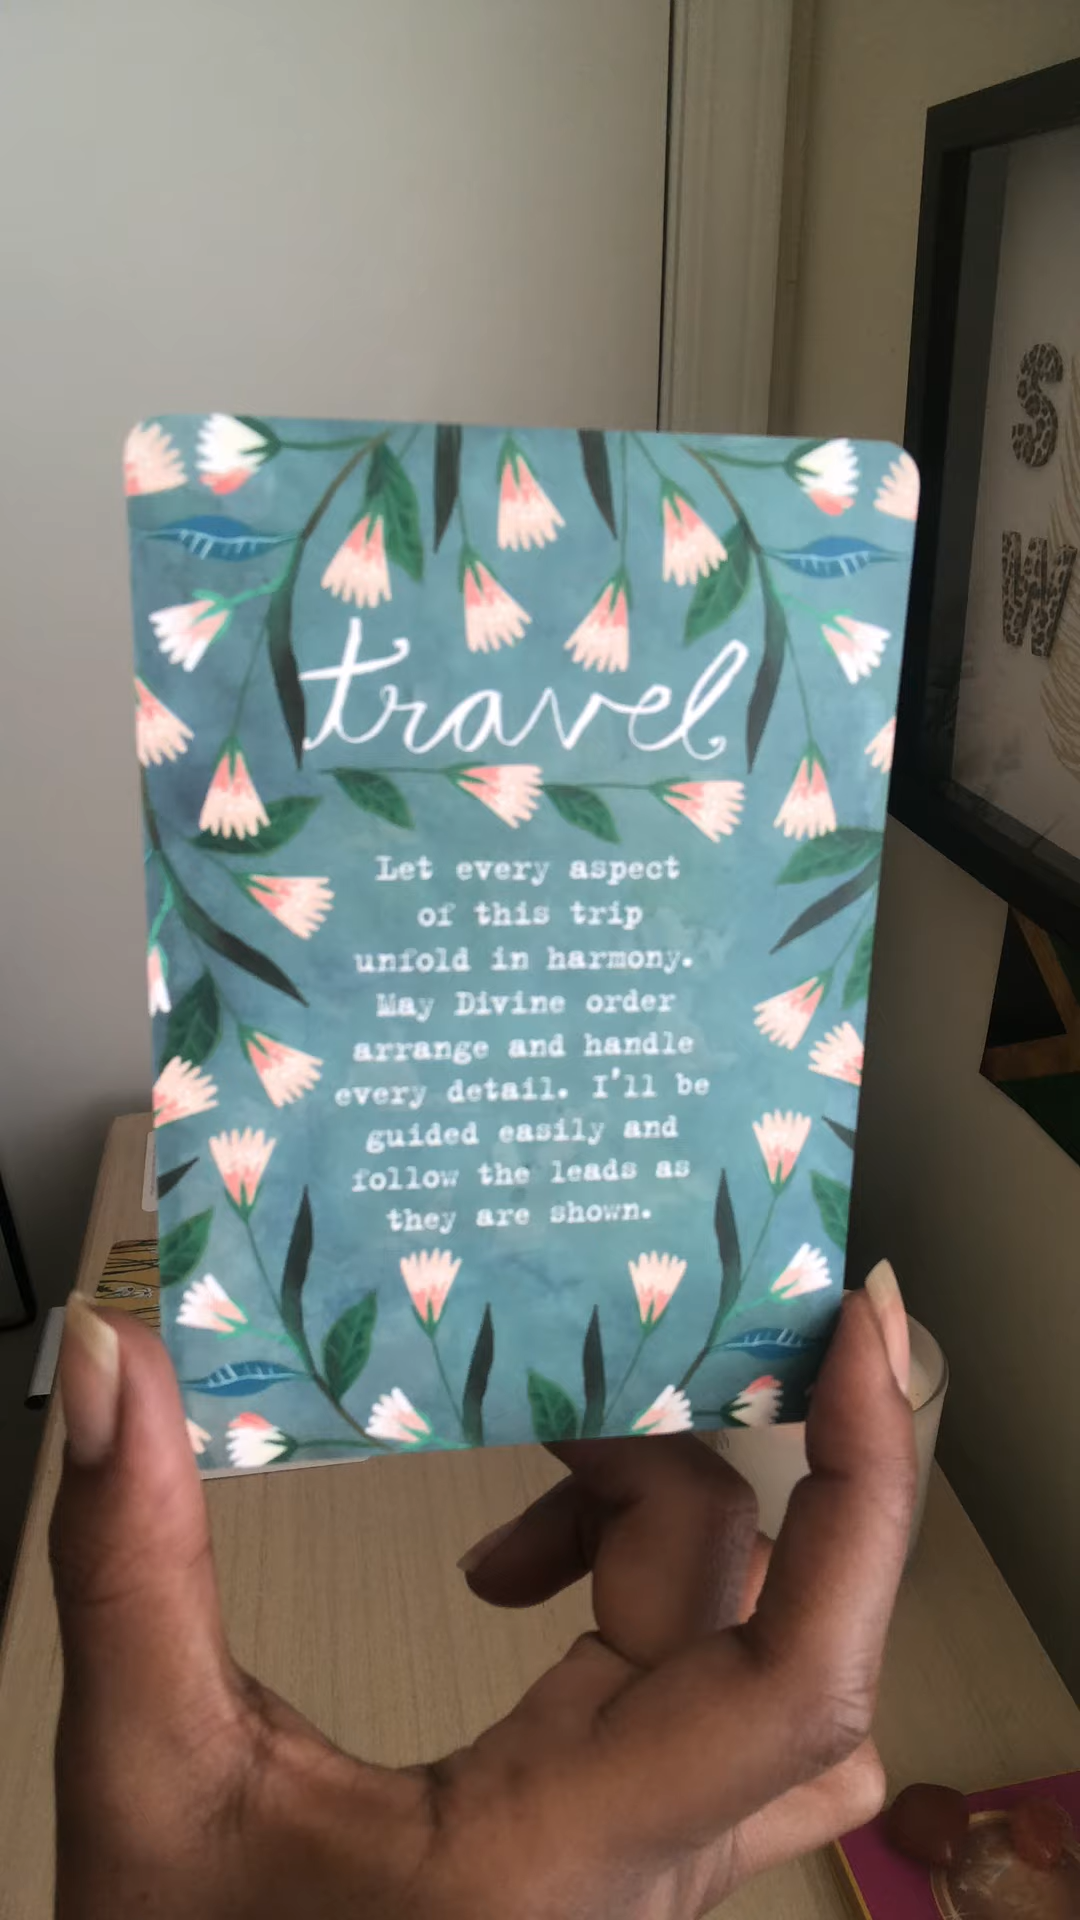 travel
Let every aspect
of this trip
unfold in harmony.
May Divine order
arrange and handle
every detail. I'll be
guided easily and
follow the leads as
they are shown.
S
W